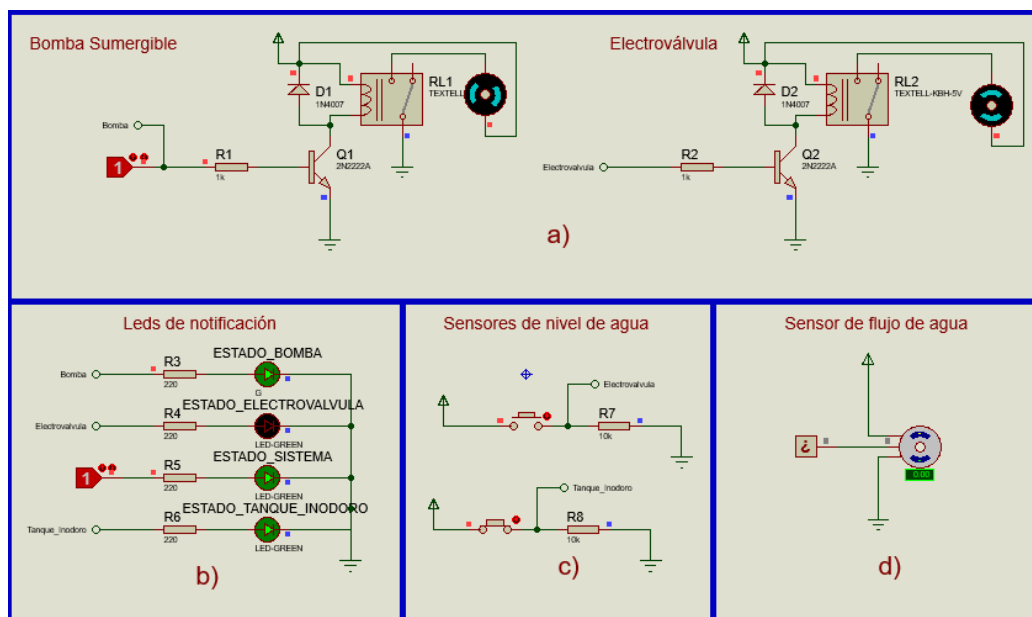 Bomba Sumergible
Electroválvula
D1
1N4007
RL1
TEXTELL
D2
1N4007
RL2
TEXTELL-KBH-5V
Bomba
1
R1
1k
Q1
2N2222A
Electrovalvula
R2
1k
Q2
2N2222A
a)
Leds de notificación
Bomba
R3
220
ESTADO_BOMBA
G
Electrovalvula
R4
220
ESTADO_ELECTROVALVULA
LED-GREEN
1
R5
220
ESTADO_SISTEMA
LED-GREEN
Tanque_Inodoro
R6
220
ESTADO_TANQUE_INODORO
LED-GREEN
b)
Sensores de nivel de agua
Electrovalvula
R7
10k
Tanque_Inodoro
R8
10k
c)
Sensor de flujo de agua
¿
0.00
d)